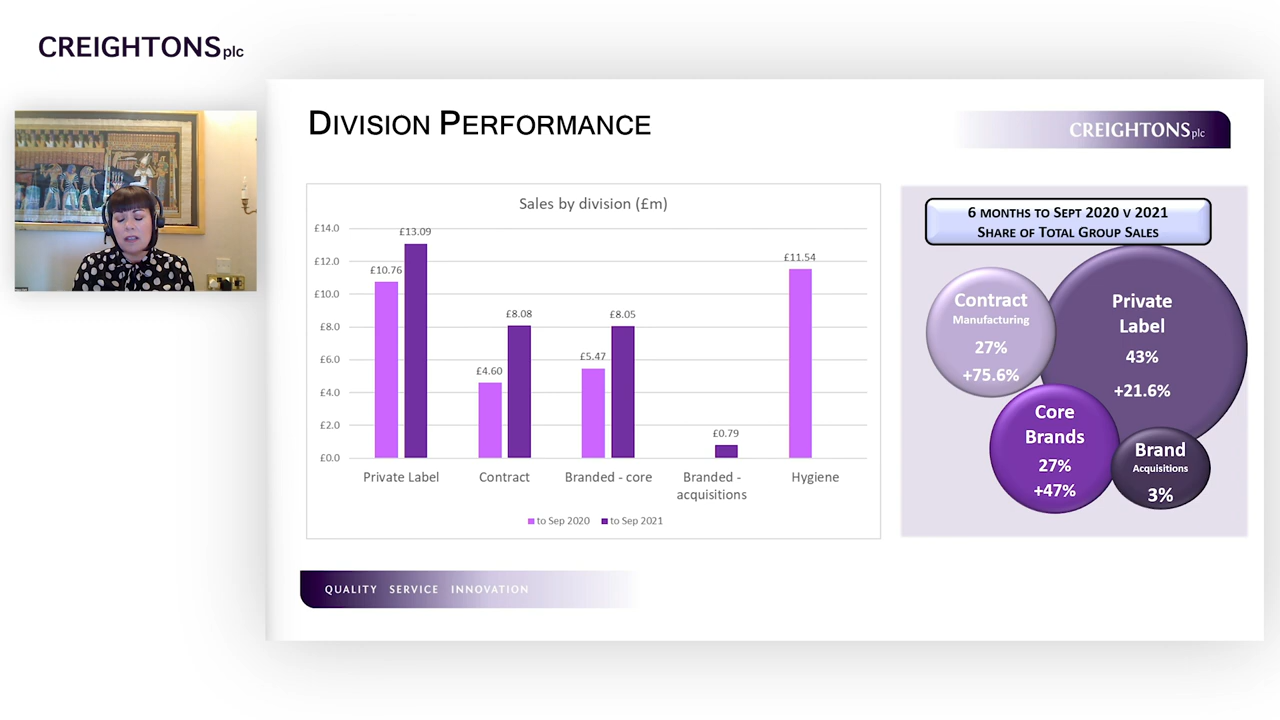 CREIGHTONS plc
DIVISION PERFORMANCE
CREIGHTONS plc
Sales by division (£m)
£14.0
£12.0
£10.0
£8.0
£6.0
£4.0
£2.0
£0.0
£10.76
£13.09
£4.60
£8.08
£5.47
£8.05
£0.79
£11.54
Private Label
Contract
Branded - core
Branded -
acquisitions
Hygiene
to Sep 2020
to Sep 2021
6 MONTHS TO SEPT 2020 V 2021
SHARE OF TOTAL GROUP SALES
Contract
Manufacturing
27%
+75.6%
Private
Label
43%
+21.6%
Core
Brands
27%
+47%
Brand
Acquisitions
3%
QUALITY SERVICE INNOVATION